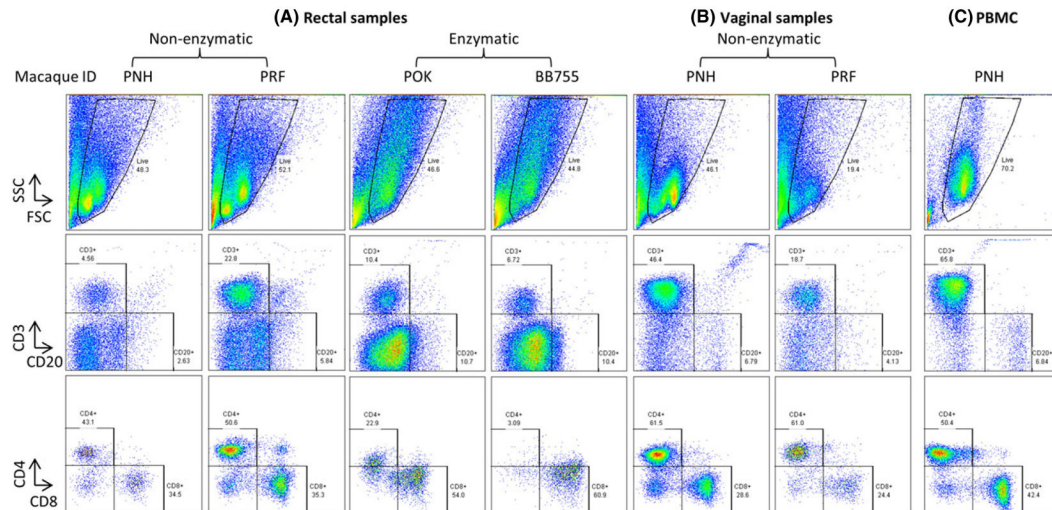 (A) Rectal samples (B) Vaginal samples (C) PBMC
Non-enzymatic Enzymatic Non-enzymatic
Macaque ID PNH PRF POK BB755 PNH PRF PNH
Live 48.3 Live 52.1 Live 46.6 Live 44.8 Live 46.1 Live 19.4 Live 70.2
SSC
FSC
CD3+ 4.56 CD3+ 22.8 CD3+ 10.4 CD3+ 6.72 CD3+ 46.4 CD3+ 18.7 CD3+ 65.8
CD3
CD20
CD20+ 2.63 CD20+ 5.84 CD20+ 10.7 CD20+ 10.4 CD20+ 6.79 CD20+ 4.13 CD20+ 6.84
CD4+ 43.1 CD4+ 50.6 CD4+ 22.9 CD4+ 3.09 CD4+ 61.5 CD4+ 61.0 CD4+ 50.4
CD4
CD8
CD8+ 34.5 CD8+ 35.3 CD8+ 54.0 CD8+ 60.9 CD8+ 28.6 CD8+ 24.4 CD8+ 42.4